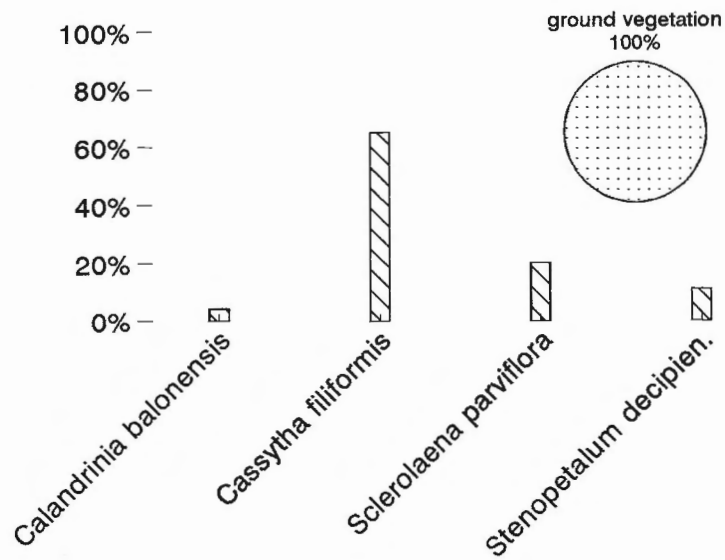 ground vegetation
100%
100%
80%
60%
40%
20%
0%
Calandrinia balonensis
Cassytha filiformis
Sclerolaena parviflora
Stenopetalum decipien.